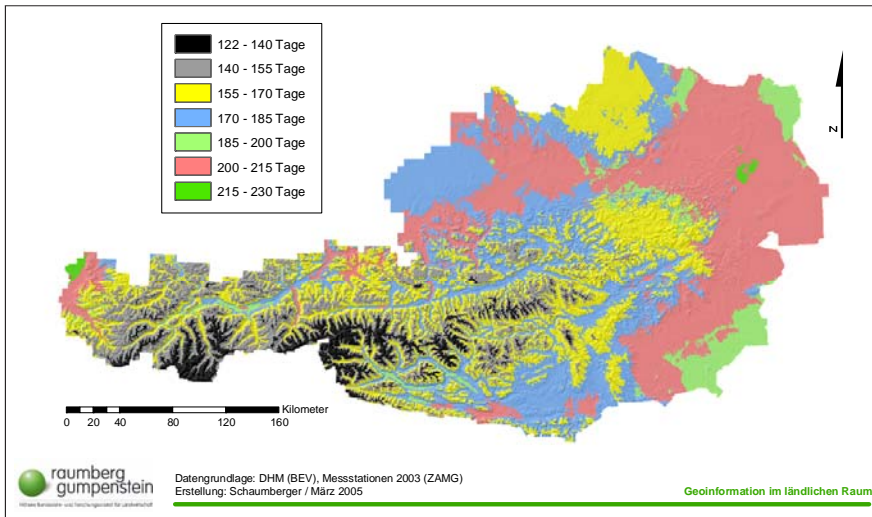 122 - 140 Tage
140 - 155 Tage
155 - 170 Tage
170 - 185 Tage
185 - 200 Tage
200 - 215 Tage
215 - 230 Tage
N
Kilometer
0 10 20 40 80 120 160
raumberg
gumpenstein
Datengrundlage: DHM (BEV), Messstationen 2003 (ZAMG)
Erstellung: Schaumberger / März 2005
Geoinformation im ländlichen Raum